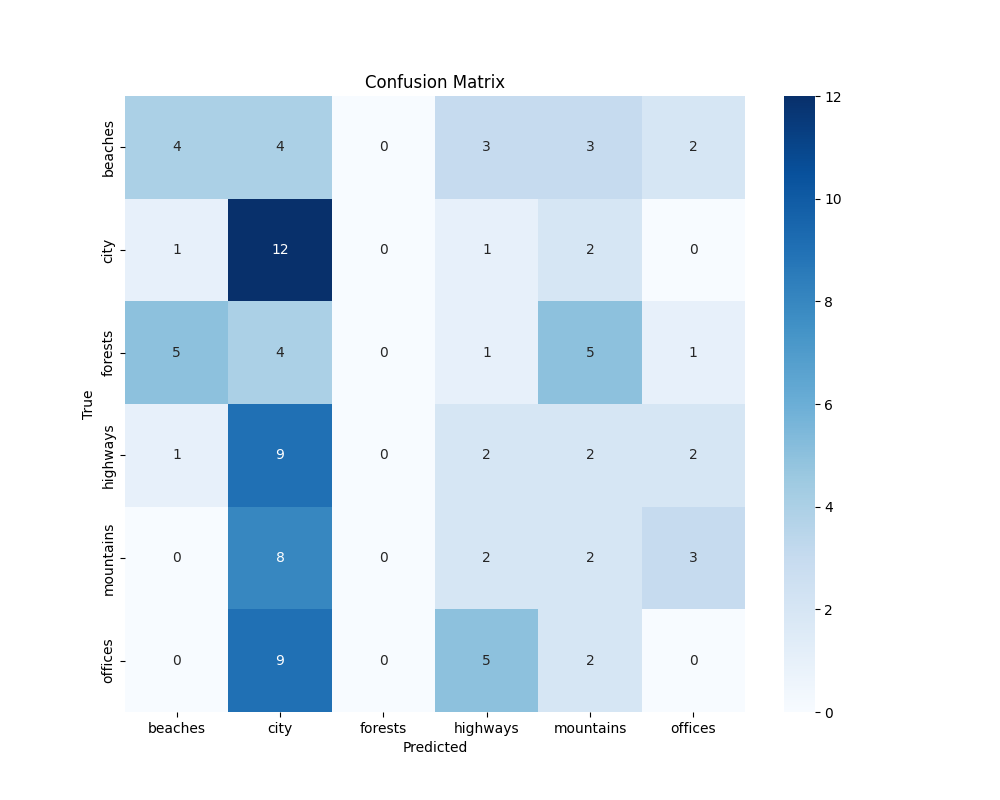 Confusion Matrix
beaches 4 4 0 3 3 2
city 1 12 0 1 2 0
forests 5 4 0 1 5 1
highways 1 9 0 2 2 2
mountains 0 8 0 2 2 3
offices 0 9 0 5 2 0
True
beaches city forests highways mountains offices
Predicted
12
10
8
6
4
2
0